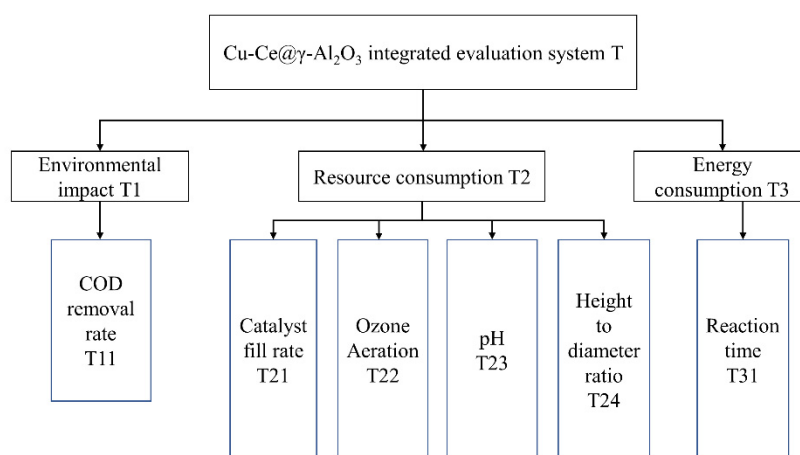 Cu-Ce@γ-Al₂O₃ integrated evaluation system T
Environmental
impact T1
Resource consumption T2
Energy
consumption T3
COD
removal
rate
T11
Catalyst
fill rate
T21
Ozone
Aeration
T22
pH
T23
Height
to
diameter
ratio
T24
Reaction
time
T31